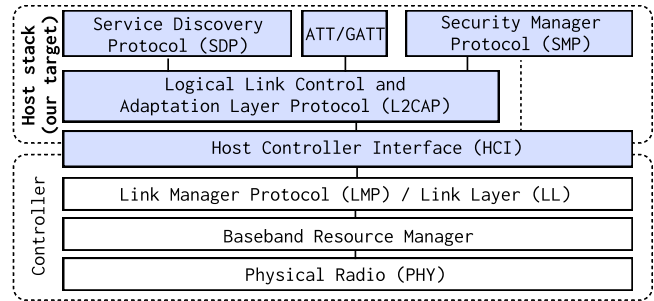 Host stack
(our target)
Service Discovery
Protocol (SDP)
ATT/GATT
Security Manager
Protocol (SMP)
Logical Link Control and
Adaptation Layer Protocol (L2CAP)
Host Controller Interface (HCI)
Controller
Link Manager Protocol (LMP) / Link Layer (LL)
Baseband Resource Manager
Physical Radio (PHY)